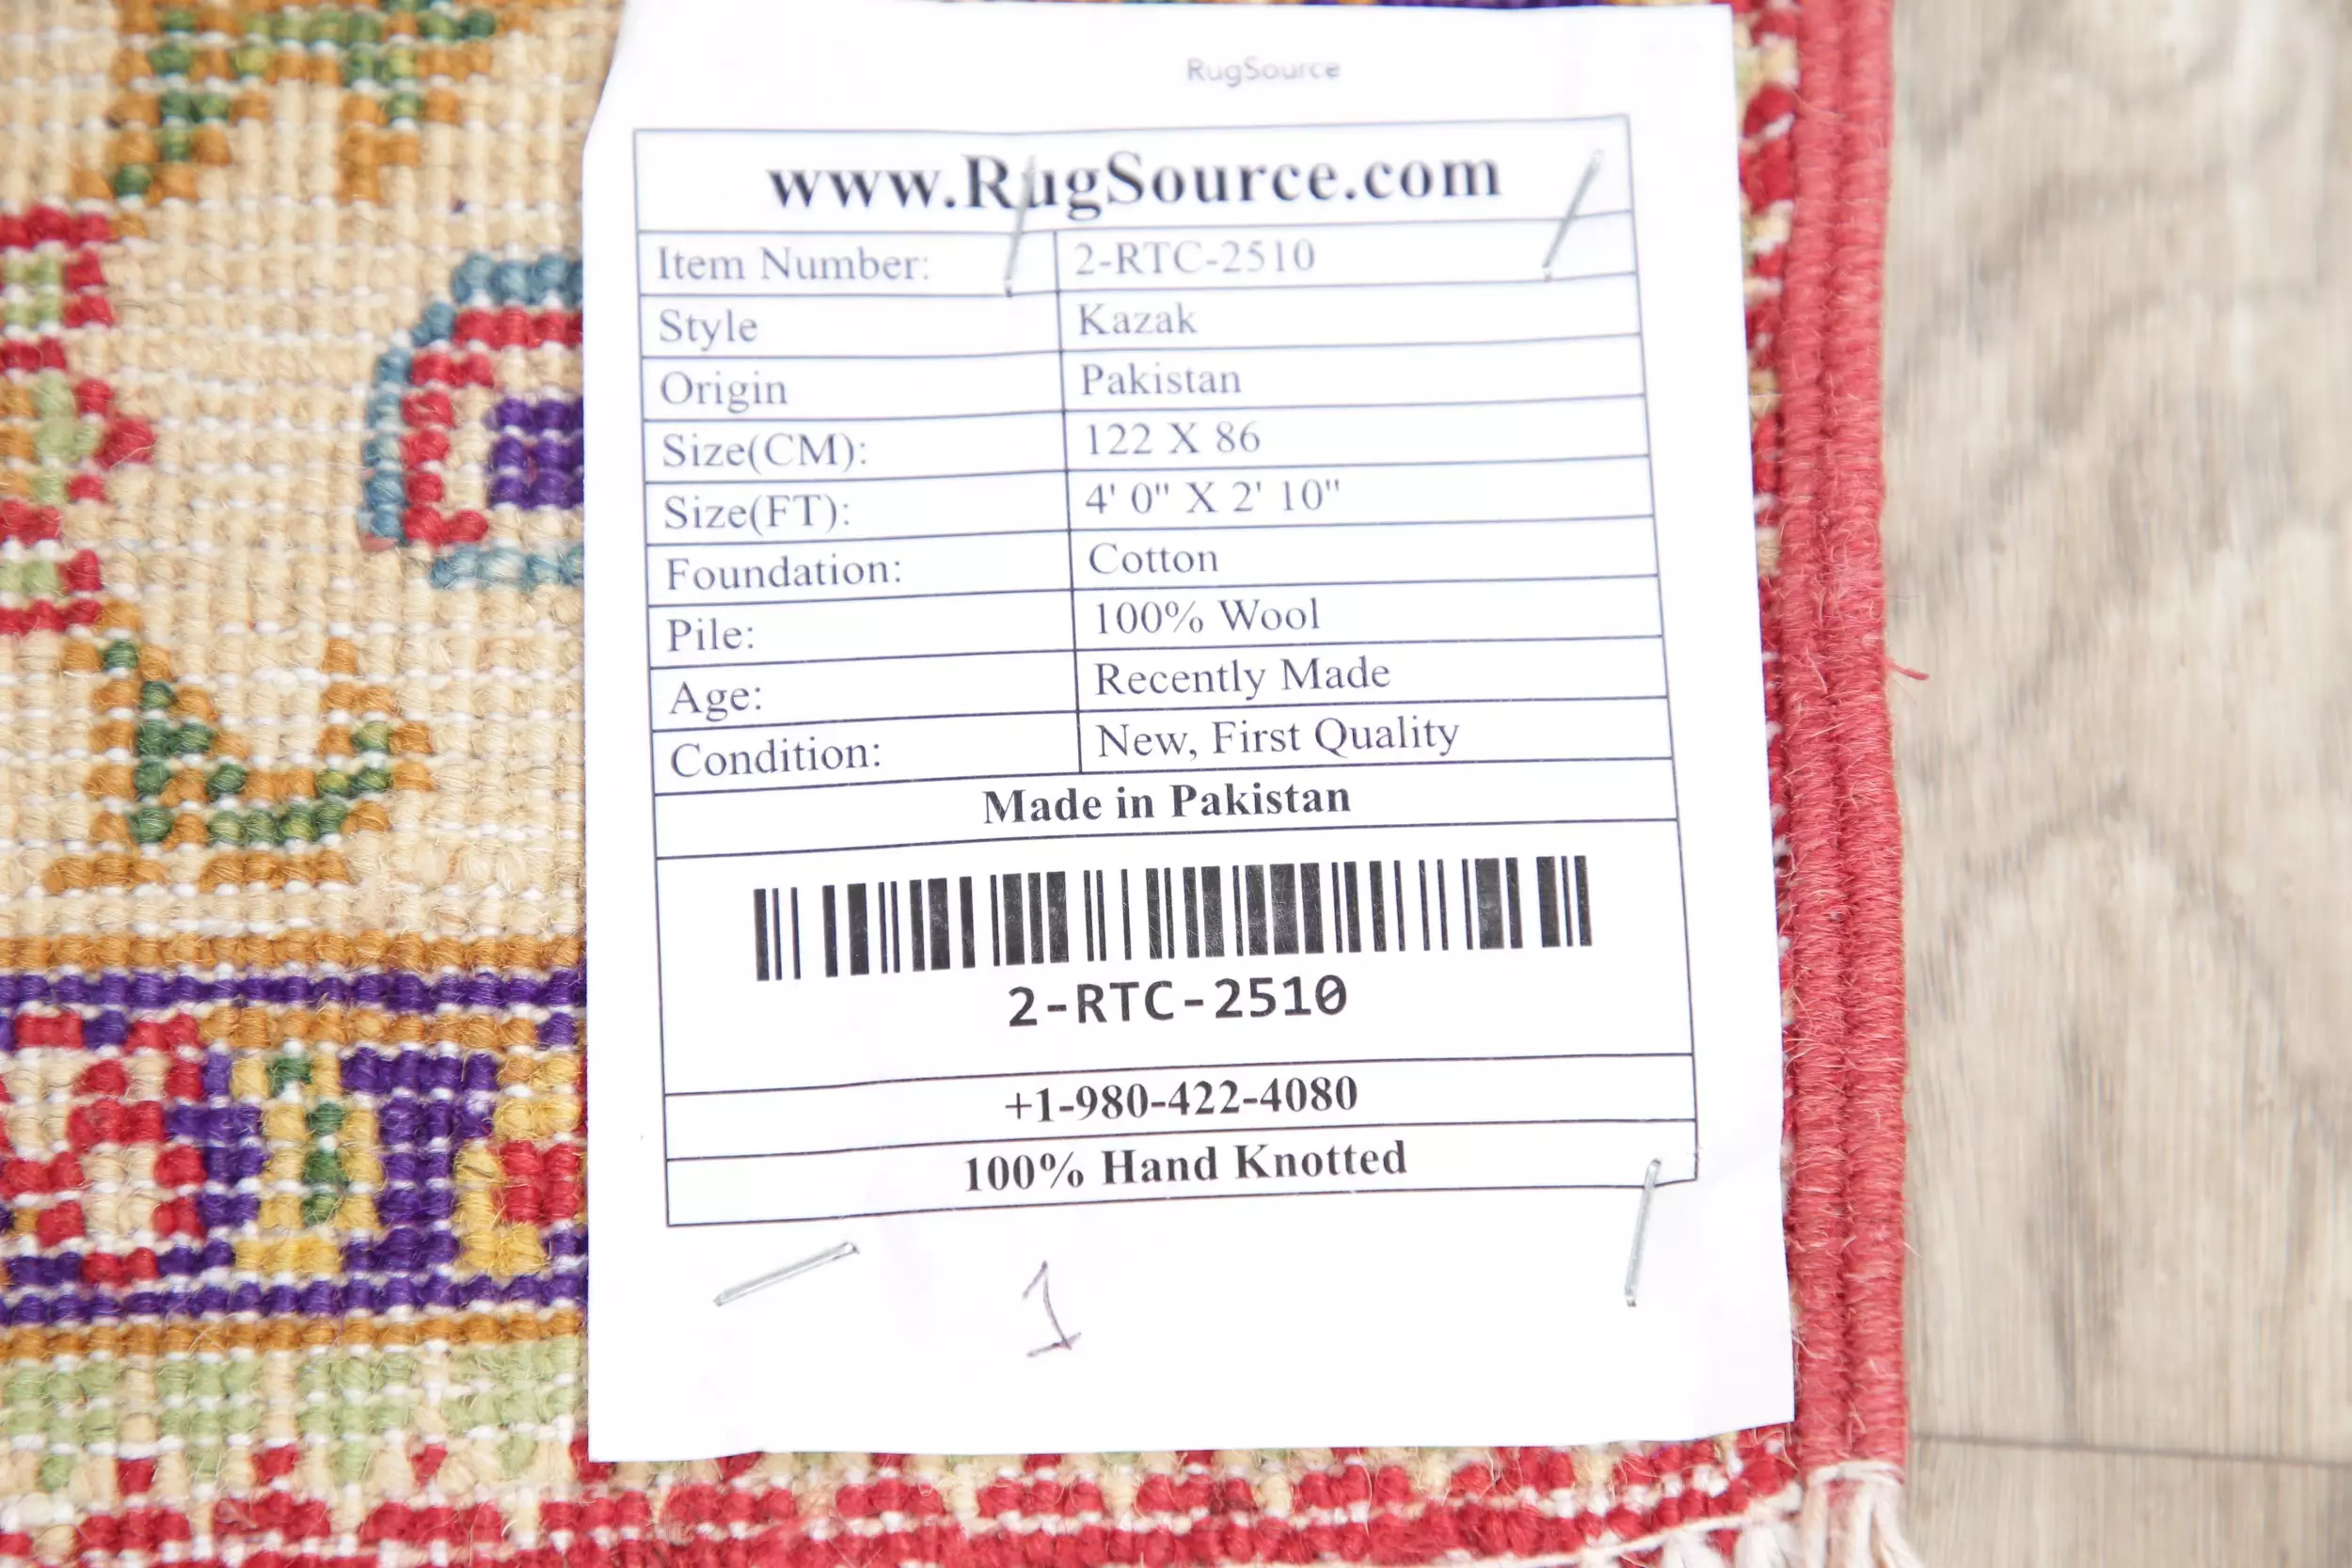 RugSource
www.RugSource.com
Item Number: 2-RTC-2510
Style Kazak
Origin Pakistan
Size(CM): 122 X 86
Size(FT): 4' 0" X 2' 10"
Foundation: Cotton
Pile: 100% Wool
Age: Recently Made
Condition: New, First Quality
Made in Pakistan
2-RTC-2510
+1-980-422-4080
100% Hand Knotted
1